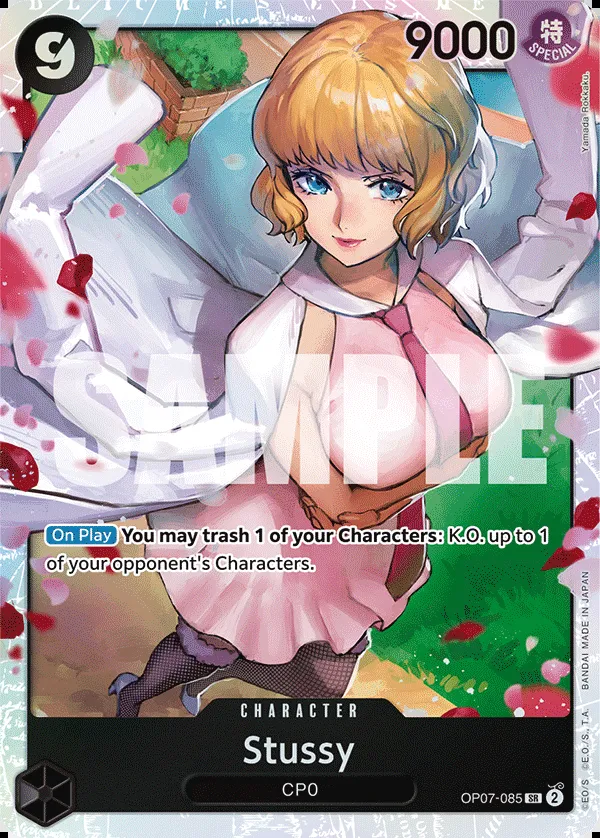 9
9000
特
SPECIAL
Yamada Rokkaku
SAMPLE
On Play You may trash 1 of your Characters: K.O. up to 1
of your opponent's Characters.
BANDAI MADE IN JAPAN
©E.O./S, T.A.
©EO/S
CHARACTER
Stussy
CP0
OP07-085 SR 2